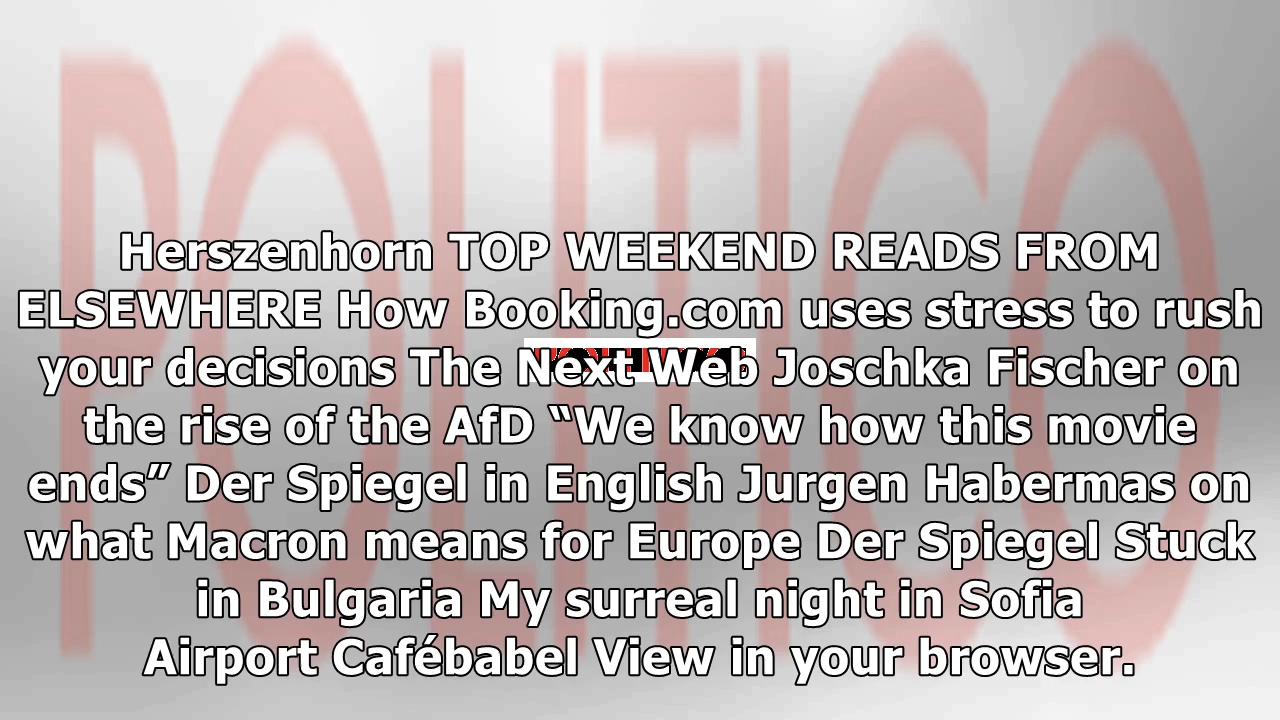 POLITICO
Herszenhorn TOP WEEKEND READS FROM
ELSEWHERE How Booking.com uses stress to rush
your decisions The Next Web Joschka Fischer on
the rise of the AfD “We know how this movie
ends” Der Spiegel in English Jurgen Habermas on
what Macron means for Europe Der Spiegel Stuck
in Bulgaria My surreal night in Sofia
Airport Cafébabel View in your browser.